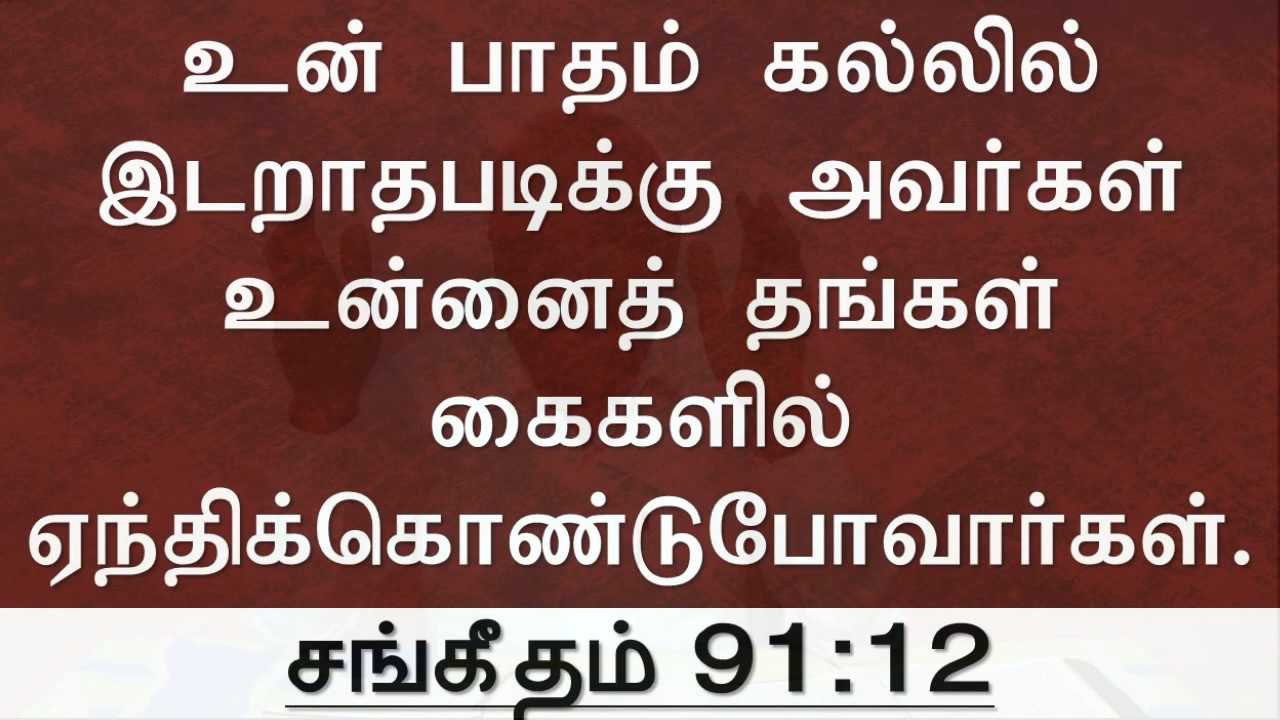 உன் பாதம் கல்லில்
இடறாதபடிக்கு அவர்கள்
உன்னைத் தங்கள்
கைகளில்
ஏந்திக்கொண்டுபோவார்கள்.
சங்கீதம் 91:12